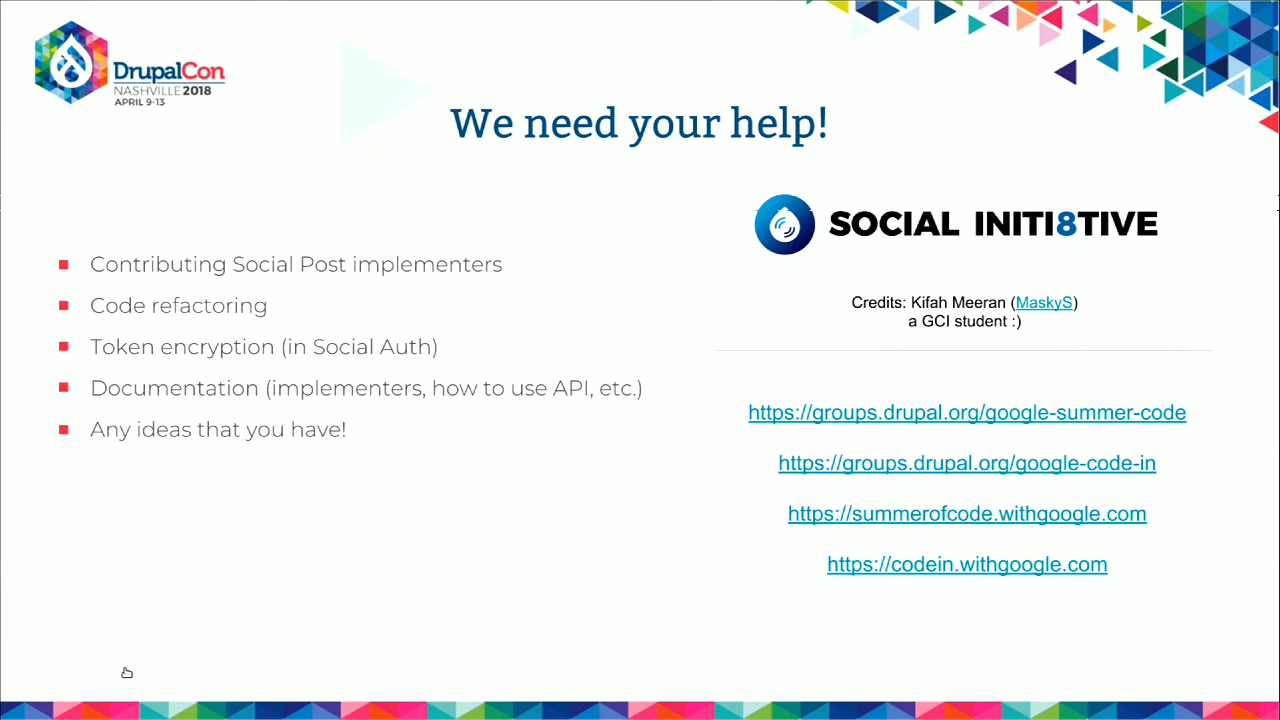 DrupalCon
NASHVILLE 2018
APRIL 9-13
We need your help!
Contributing Social Post implementers
Code refactoring
Token encryption (in Social Auth)
Documentation (implementers, how to use API, etc.)
Any ideas that you have!
SOCIAL INITI8TIVE
Credits: Kifah Meeran (MaskyS)
a GCI student :)
https://groups.drupal.org/google-summer-code
https://groups.drupal.org/google-code-in
https://summerofcode.withgoogle.com
https://codein.withgoogle.com